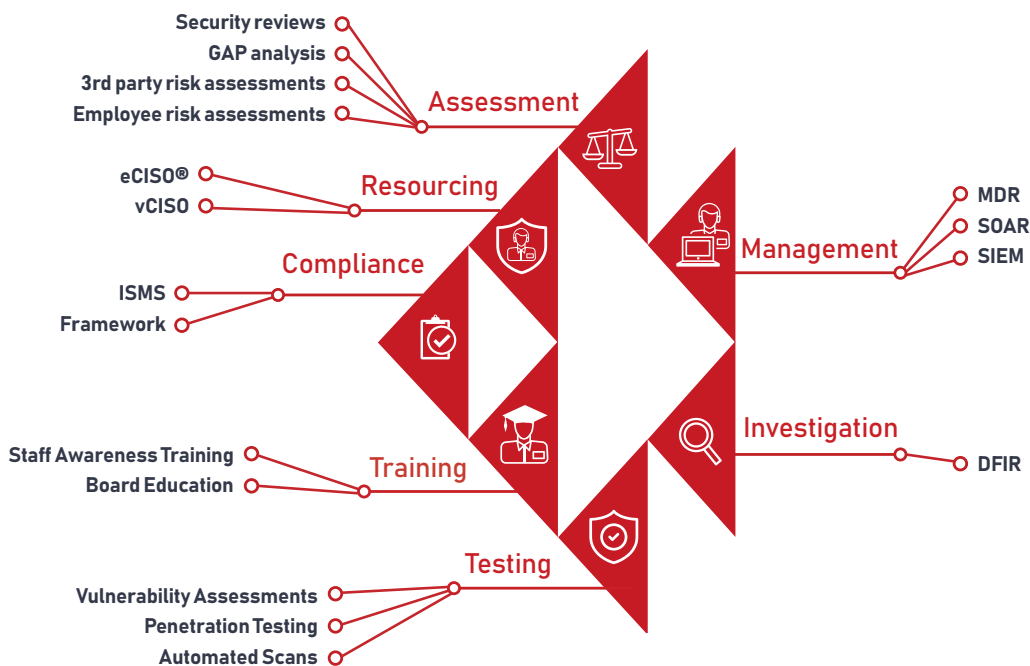 Security reviews
GAP analysis
3rd party risk assessments
Employee risk assessments
Assessment
eCISO®
vCISO
Resourcing
Compliance
ISMS
Framework
Staff Awareness Training
Board Education
Training
Testing
Vulnerability Assessments
Penetration Testing
Automated Scans
Management
MDR
SOAR
SIEM
Investigation
DFIR